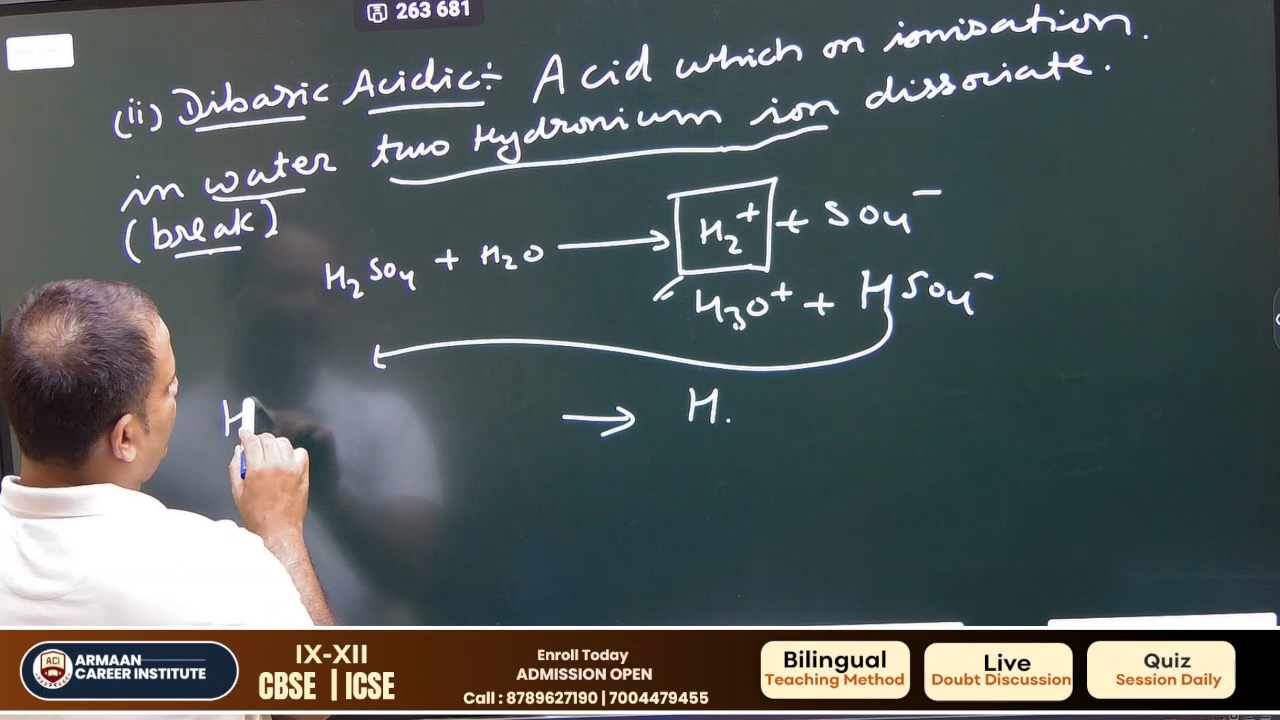 263 681
(ii) Dibasic Acidic:- Acid which on ionisation.
in water two Hydronium ion dissociate.
(break)
H₂SO₄ + H₂O → H₂⁺ + SO₄⁻
H₃O⁺ + HSO₄⁻
H → H.
ACI
ARMAAN
CAREER INSTITUTE
IX-XII
CBSE | ICSE
Enroll Today
ADMISSION OPEN
Call : 8789627190 | 7004479455
Bilingual
Teaching Method
Live
Doubt Discussion
Quiz
Session Daily